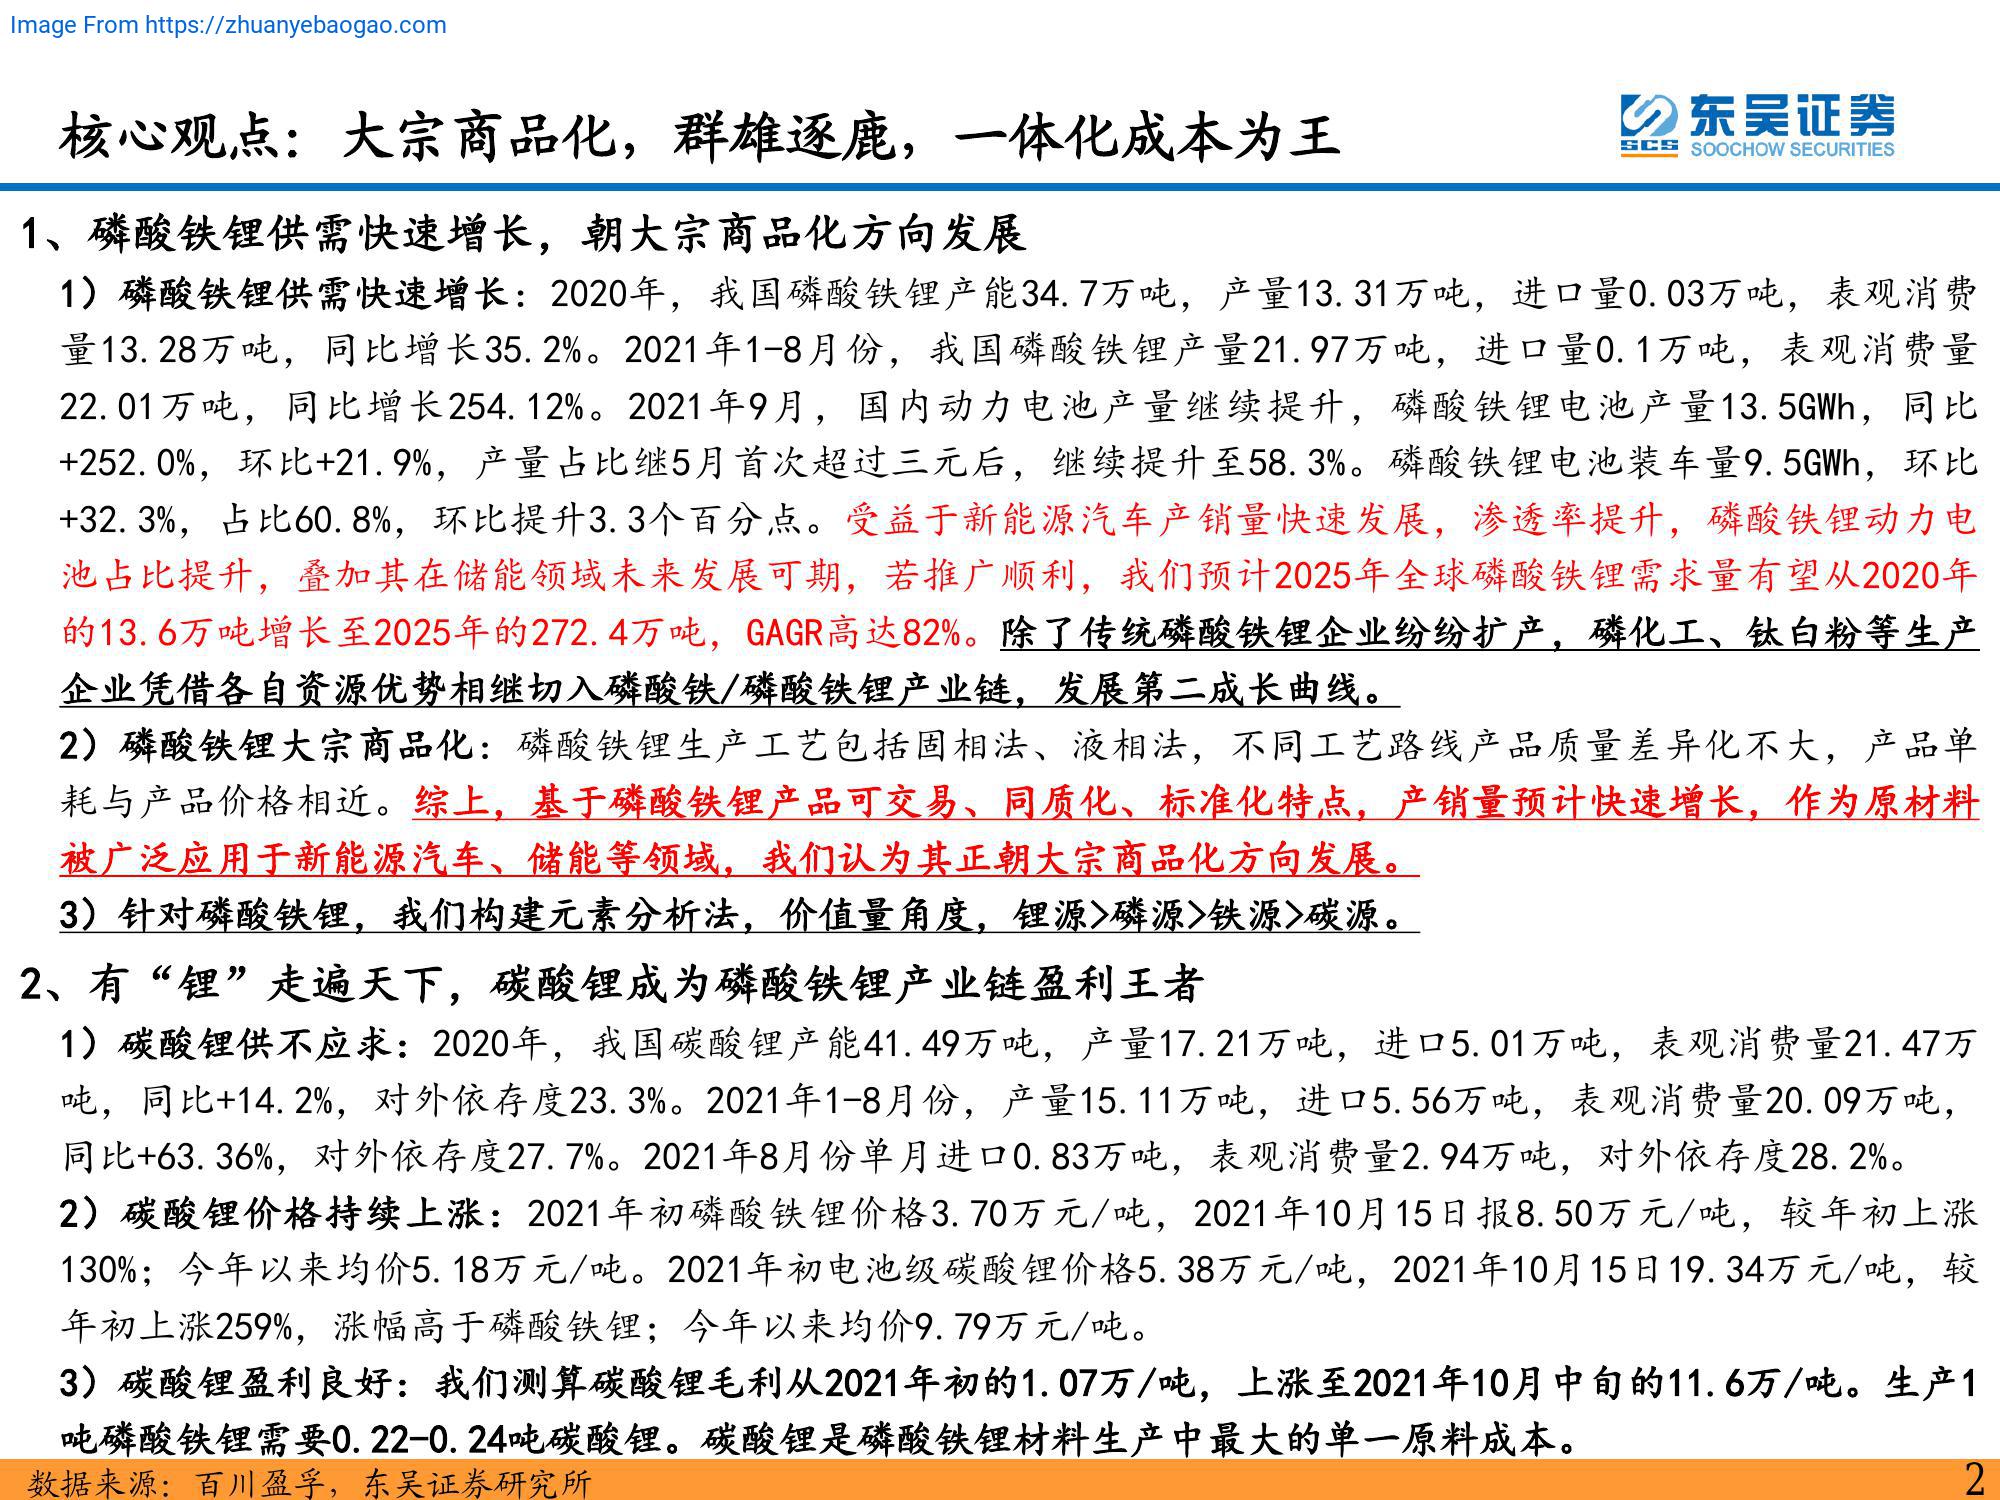 Image From https://zhuanyebaogao.com
核心观点：大宗商品化，群雄逐鹿，一体化成本为王
东吴证券
SCS SOOCHOW SECURITIES
1、磷酸铁锂供需快速增长，朝大宗商品化方向发展
1）磷酸铁锂供需快速增长：2020年，我国磷酸铁锂产能34.7万吨，产量13.31万吨，进口量0.03万吨，表观消费
量13.28万吨，同比增长35.2%。2021年1-8月份，我国磷酸铁锂产量21.97万吨，进口量0.1万吨，表观消费量
22.01万吨，同比增长254.12%。2021年9月，国内动力电池产量继续提升，磷酸铁锂电池产量13.5GWh，同比
+252.0%，环比+21.9%，产量占比继5月首次超过三元后，继续提升至58.3%。磷酸铁锂电池装车量9.5GWh，环比
+32.3%，占比60.8%，环比提升3.3个百分点。受益于新能源汽车产销量快速发展，渗透率提升，磷酸铁锂动力电
池占比提升，叠加其在储能领域未来发展可期，若推广顺利，我们预计2025年全球磷酸铁锂需求量有望从2020年
的13.6万吨增长至2025年的272.4万吨，GAGR高达82%。除了传统磷酸铁锂企业纷纷扩产，磷化工、钛白粉等生产
企业凭借各自资源优势相继切入磷酸铁/磷酸铁锂产业链，发展第二成长曲线。
2）磷酸铁锂大宗商品化：磷酸铁锂生产工艺包括固相法、液相法，不同工艺路线产品质量差异化不大，产品单
耗与产品价格相近。综上，基于磷酸铁锂产品可交易、同质化、标准化特点，产销量预计快速增长，作为原材料
被广泛应用于新能源汽车、储能等领域，我们认为其正朝大宗商品化方向发展。
3）针对磷酸铁锂，我们构建元素分析法，价值量角度，锂源>磷源>铁源>碳源。
2、有“锂”走遍天下，碳酸锂成为磷酸铁锂产业链盈利王者
1）碳酸锂供不应求：2020年，我国碳酸锂产能41.49万吨，产量17.21万吨，进口5.01万吨，表观消费量21.47万
吨，同比+14.2%，对外依存度23.3%。2021年1-8月份，产量15.11万吨，进口5.56万吨，表观消费量20.09万吨，
同比+63.36%，对外依存度27.7%。2021年8月份单月进口0.83万吨，表观消费量2.94万吨，对外依存度28.2%。
2）碳酸锂价格持续上涨：2021年初磷酸铁锂价格3.70万元/吨，2021年10月15日报8.50万元/吨，较年初上涨
130%；今年以来均价5.18万元/吨。2021年初电池级碳酸锂价格5.38万元/吨，2021年10月15日19.34万元/吨，较
年初上涨259%，涨幅高于磷酸铁锂；今年以来均价9.79万元/吨。
3）碳酸锂盈利良好：我们测算碳酸锂毛利从2021年初的1.07万/吨，上涨至2021年10月中旬的11.6万/吨。生产1
吨磷酸铁锂需要0.22-0.24吨碳酸锂。碳酸锂是磷酸铁锂材料生产中最大的单一原料成本。
数据来源：百川盈孚，东吴证券研究所
2